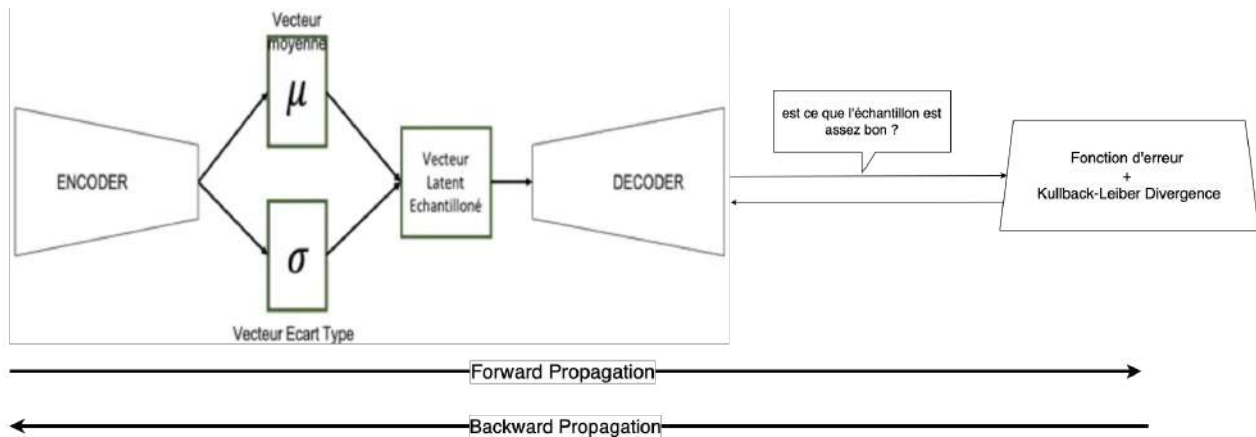 Vecteur
moyenne
μ
ENCODER
σ
Vecteur Ecart Type
Vecteur
Latent
Echantilloné
DECODER
est ce que l'échantillon est
assez bon ?
Fonction d'erreur
+
Kullback-Leiber Divergence
Forward Propagation
Backward Propagation